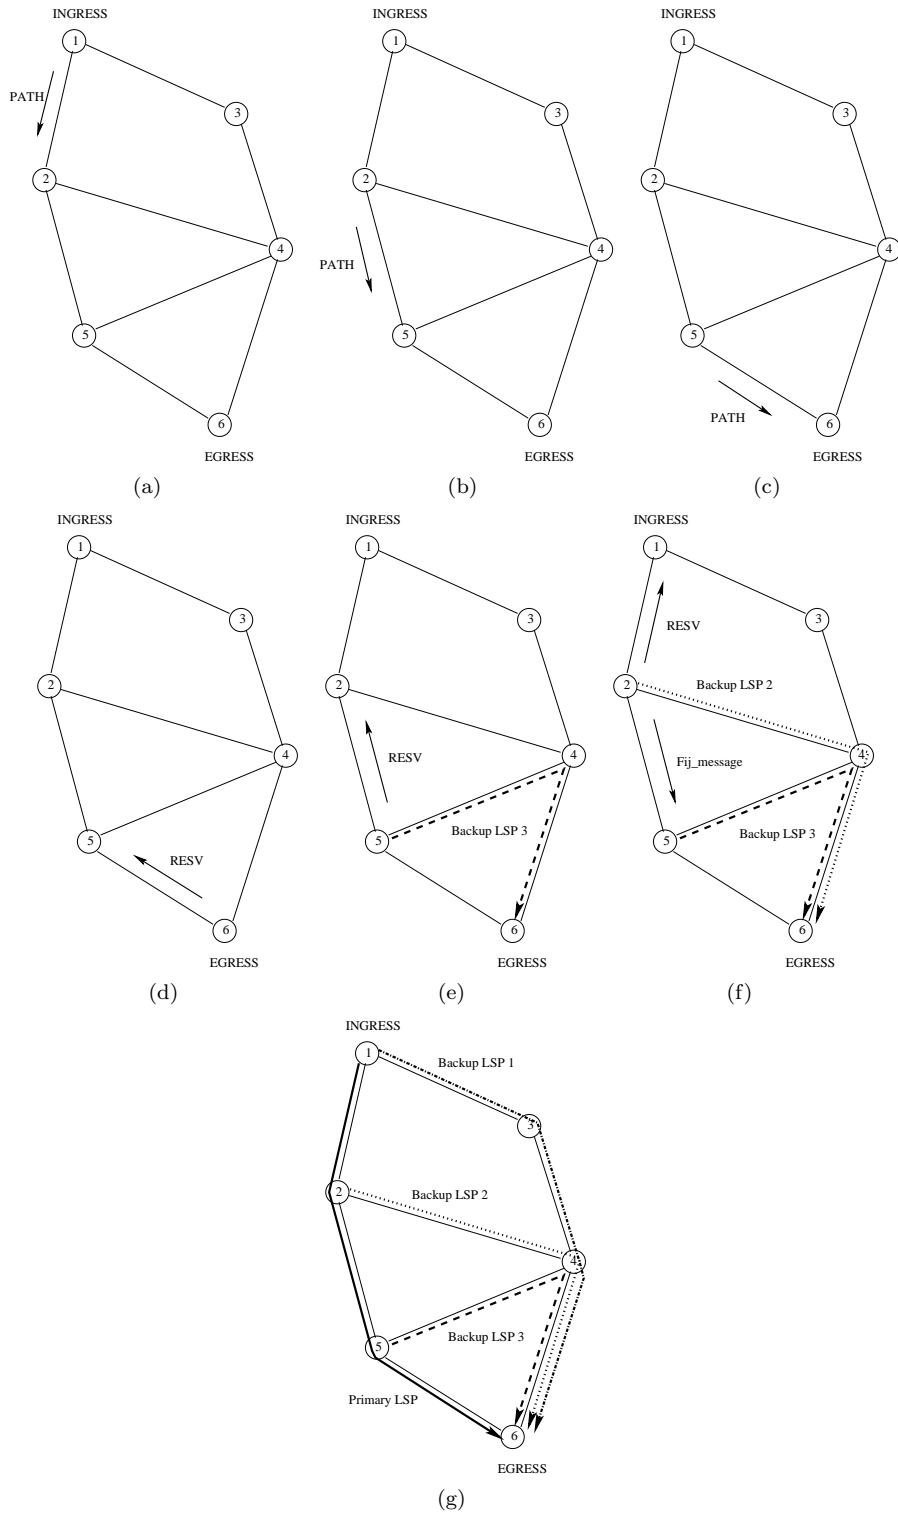 INGRESS
1
PATH
3
2
4
5
6
EGRESS
(a)
INGRESS
1
3
2
PATH
4
5
6
EGRESS
(b)
INGRESS
1
3
2
4
5
PATH
6
EGRESS
(c)
INGRESS
1
3
2
4
5
RESV
6
EGRESS
(d)
INGRESS
1
3
2
RESV
4
Backup LSP 3
5
6
EGRESS
(e)
INGRESS
1
RESV
3
2
Backup LSP 2
Fij_message
4
Backup LSP 3
5
6
EGRESS
(f)
INGRESS
1
Backup LSP 1
3
2
Backup LSP 2
4
Backup LSP 3
5
Primary LSP
6
EGRESS
(g)